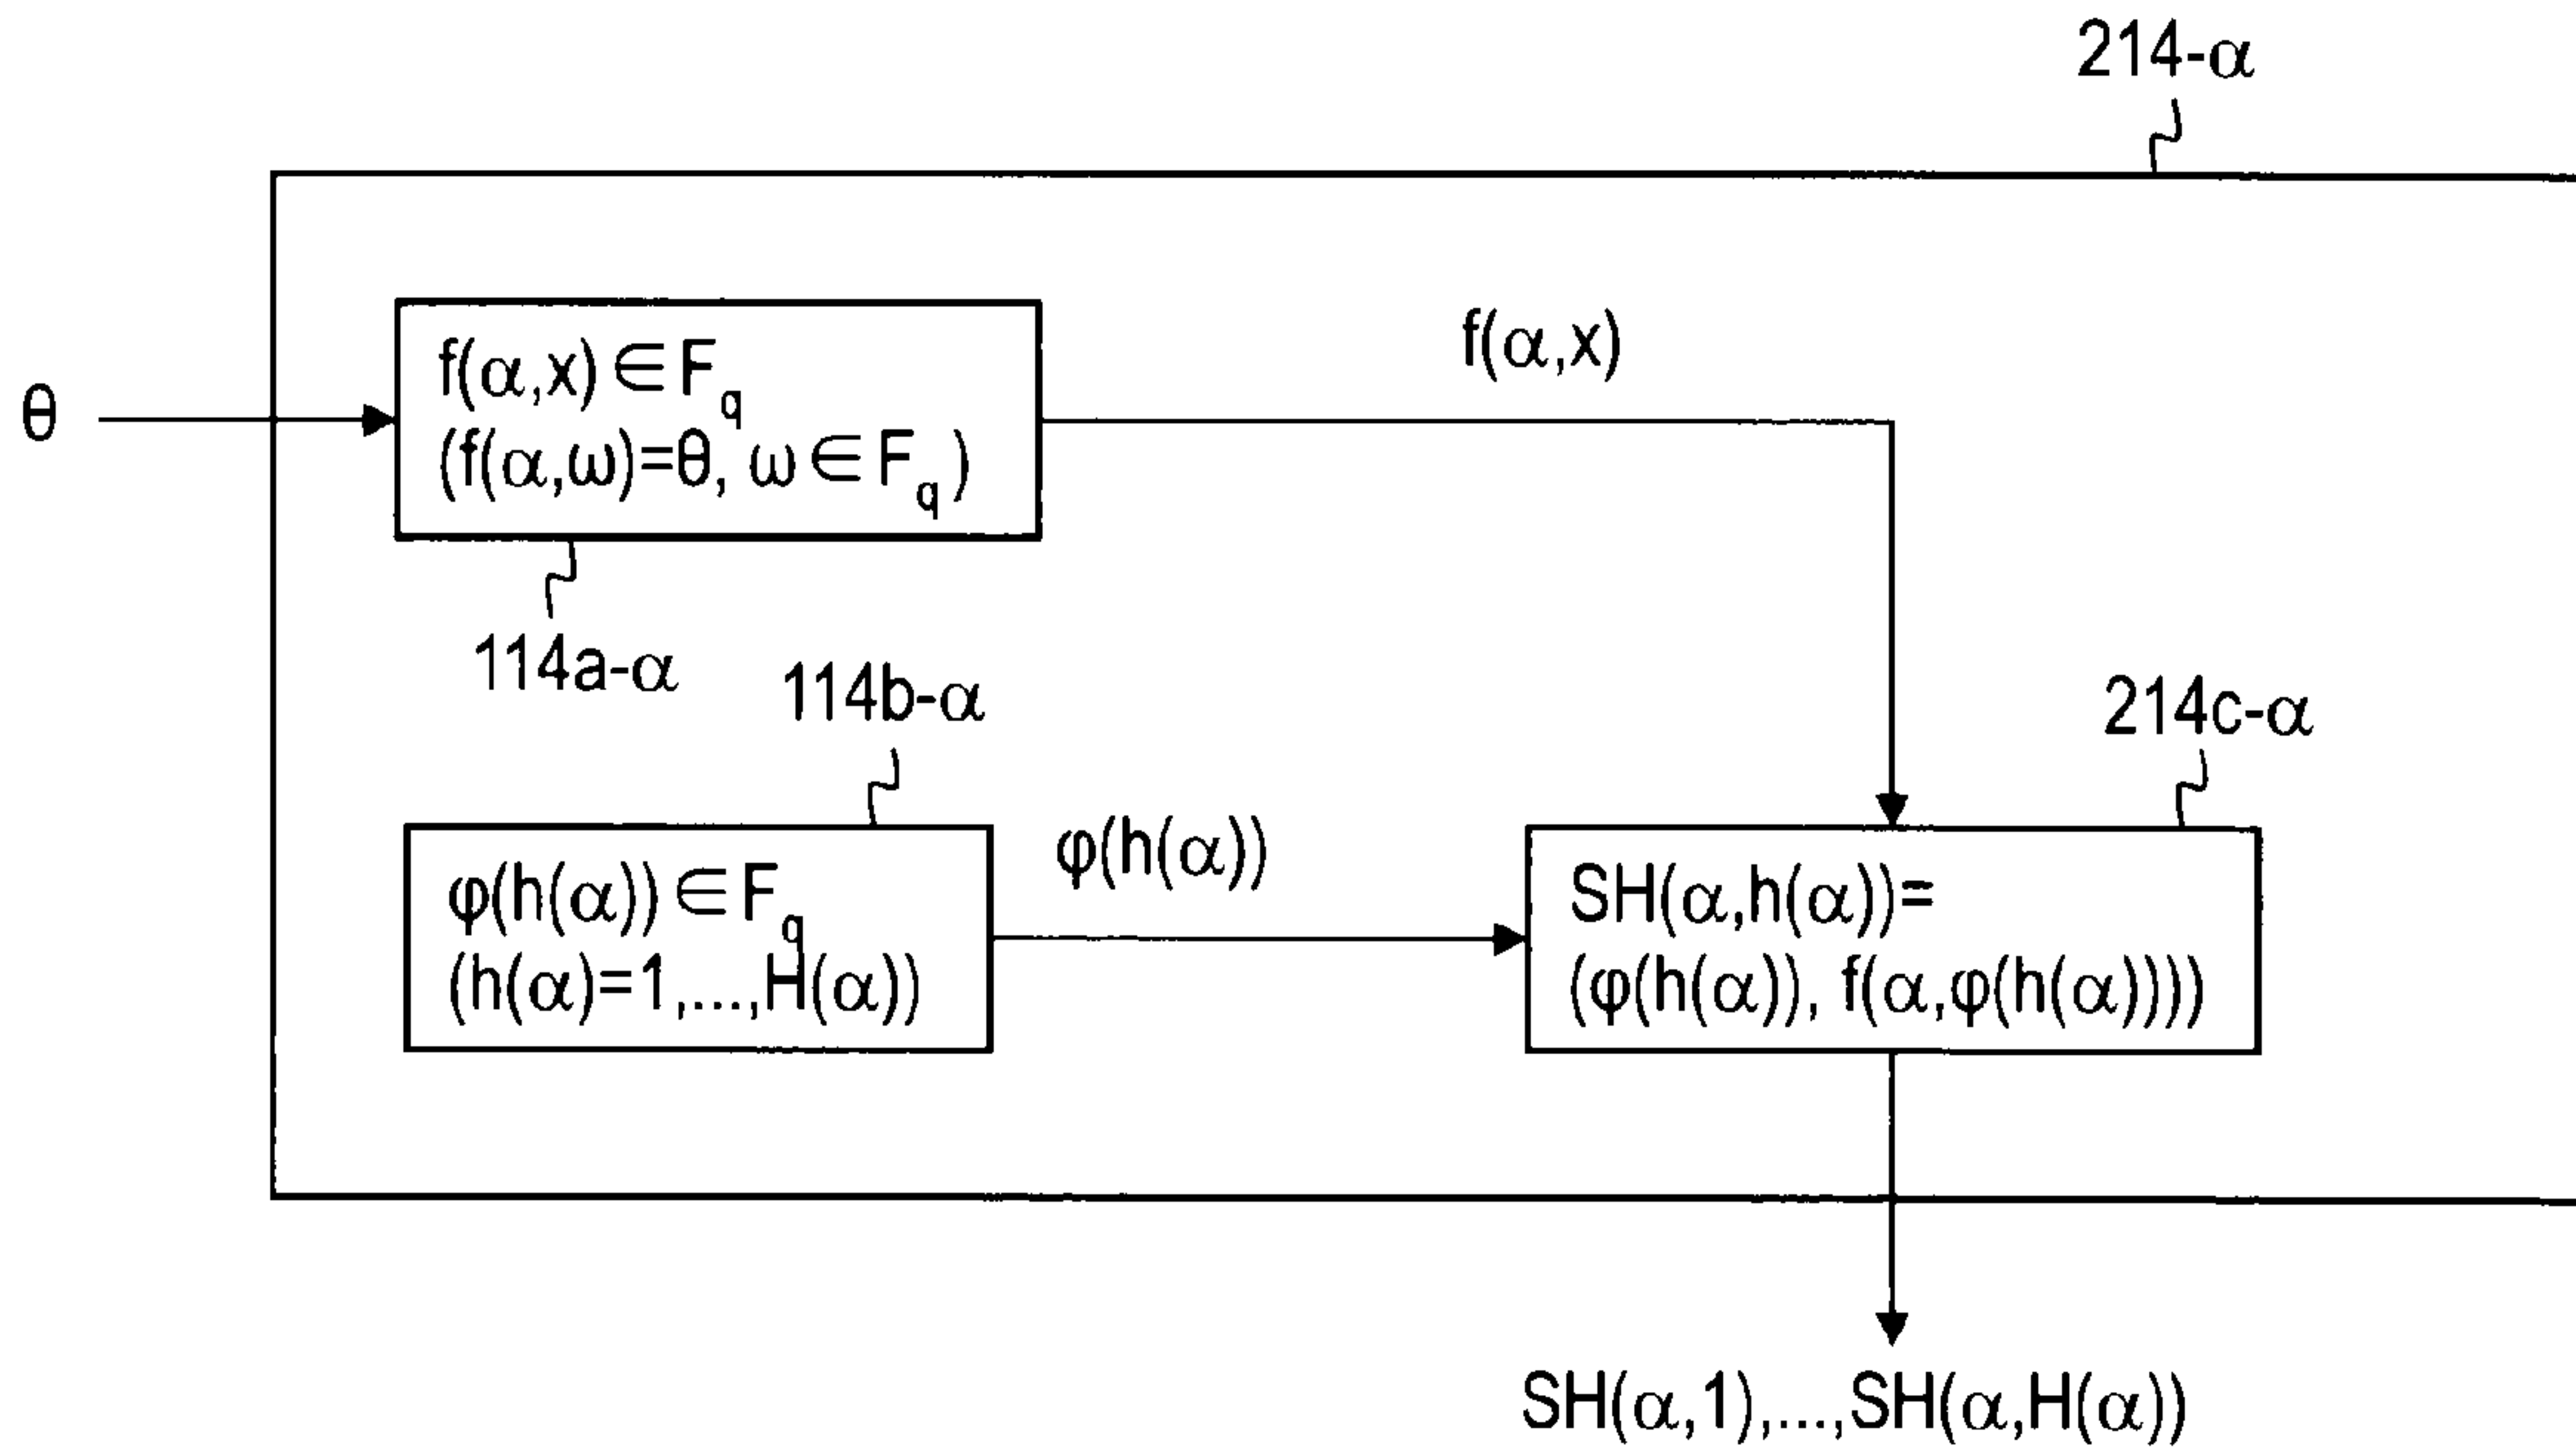 214-α
θ
f(α,x)∈F_q
(f(α,ω)=θ, ω∈F_q)
f(α,x)
114a-α
114b-α
214c-α
φ(h(α))∈F_q
(h(α)=1,...,H(α))
φ(h(α))
SH(α,h(α))=
(φ(h(α)), f(α,φ(h(α))))
SH(α,1),...,SH(α,H(α))